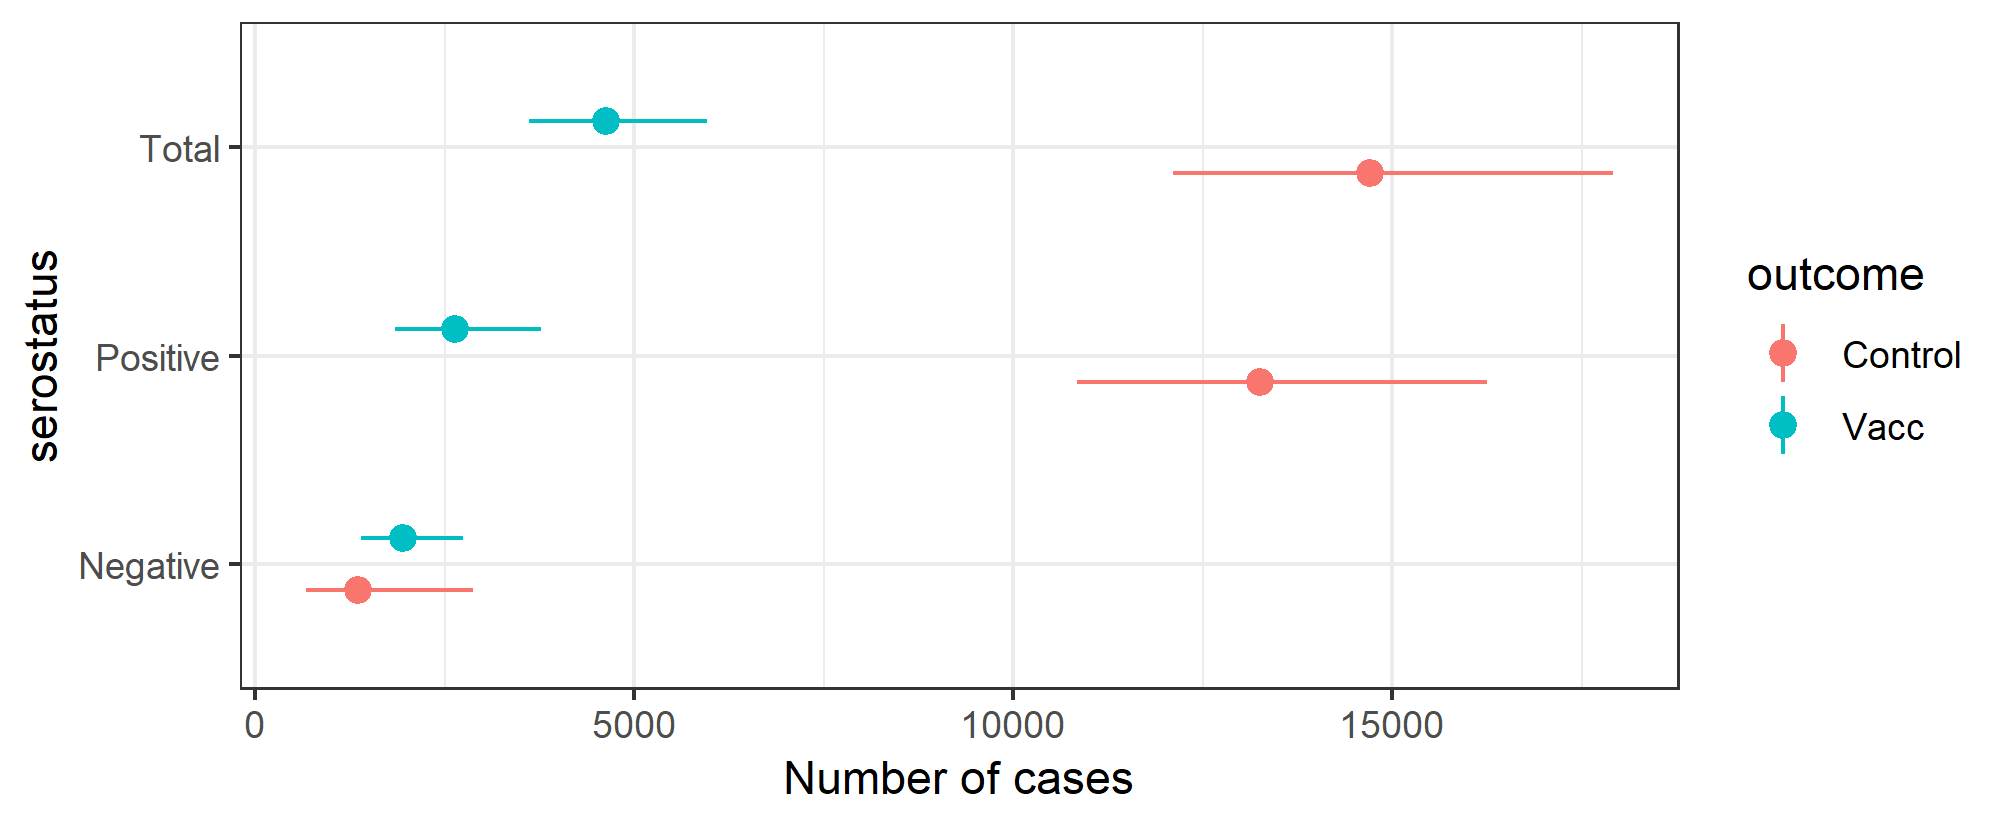 serostatus
Total
Positive
Negative
0 5000 10000 15000
Number of cases
outcome
Control
Vacc